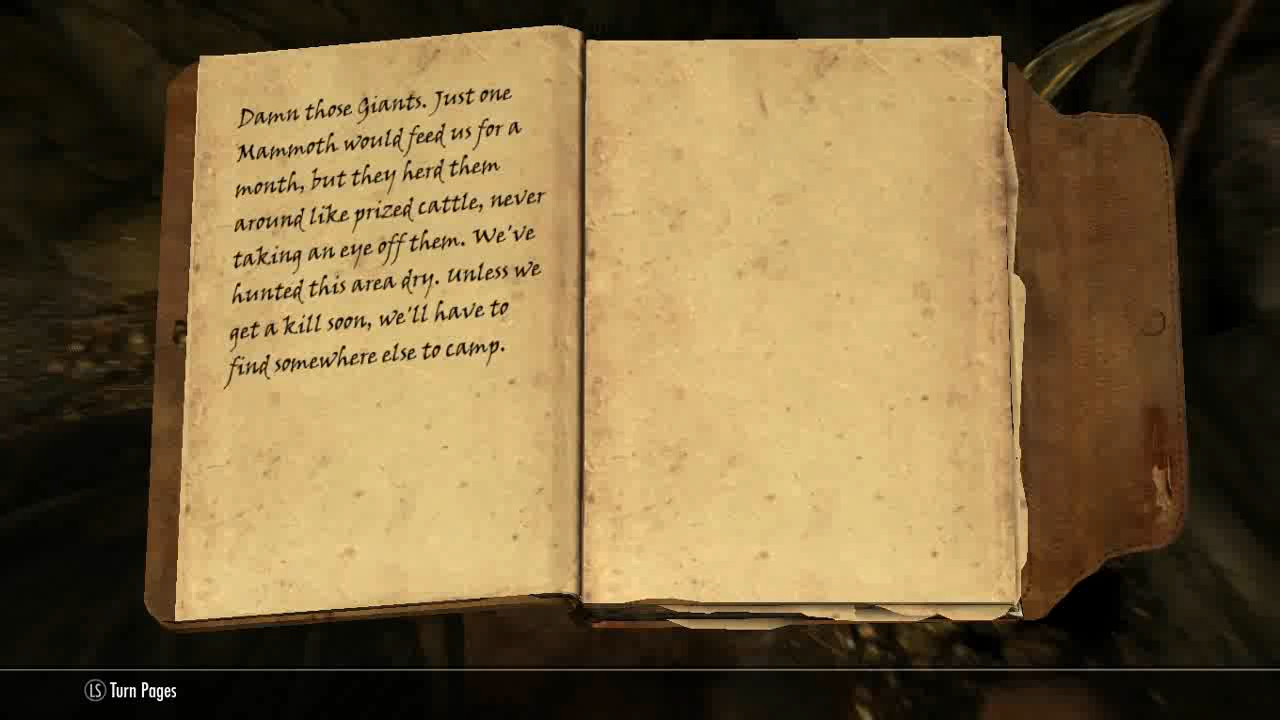 Damn those Giants. Just one
Mammoth would feed us for a
month, but they herd them
around like prized cattle, never
taking an eye off them. We've
hunted this area dry. Unless we
get a kill soon, we'll have to
find somewhere else to camp.
LS Turn Pages